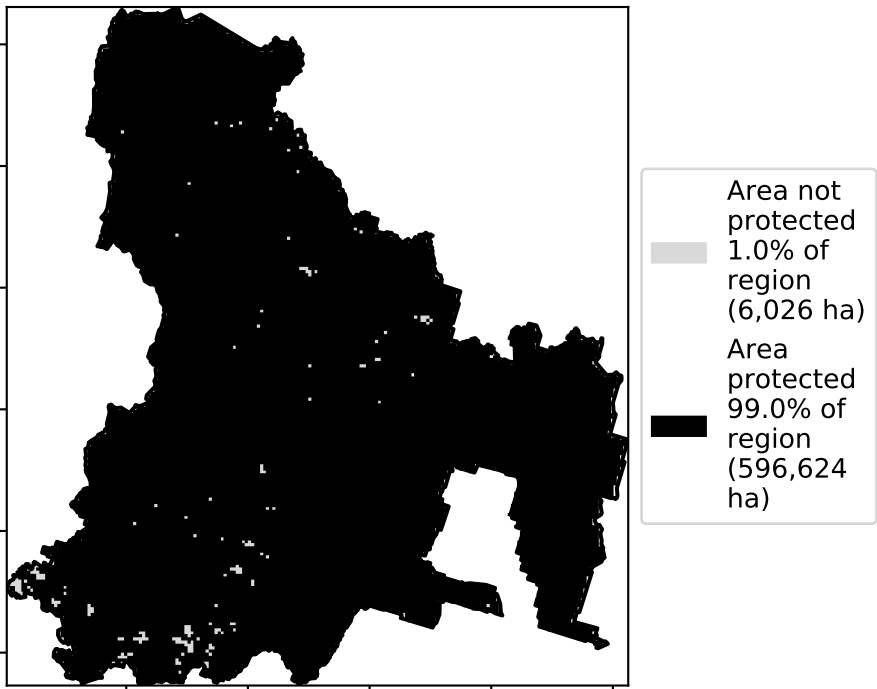 Area not
protected
1.0% of
region
(6,026 ha)
Area
protected
99.0% of
region
(596,624
ha)